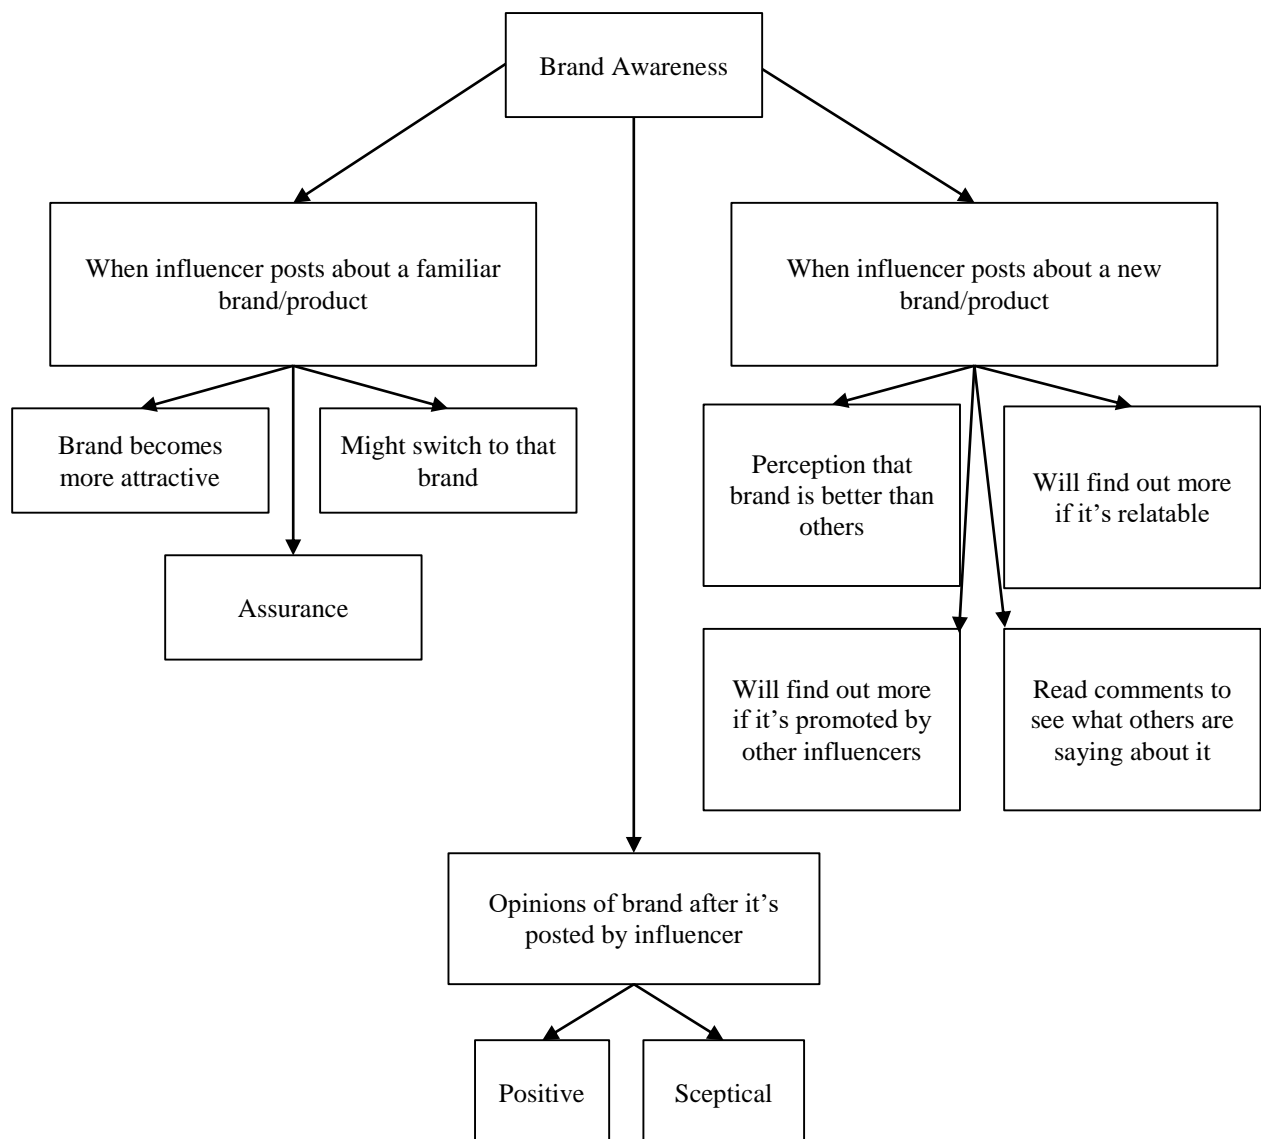 Brand Awareness
When influencer posts about a familiar
brand/product
When influencer posts about a new
brand/product
Brand becomes
more attractive
Might switch to that
brand
Assurance
Perception that
brand is better than
others
Will find out more
if it’s relatable
Will find out more
if it’s promoted by
other influencers
Read comments to
see what others are
saying about it
Opinions of brand after it’s
posted by influencer
Positive
Sceptical